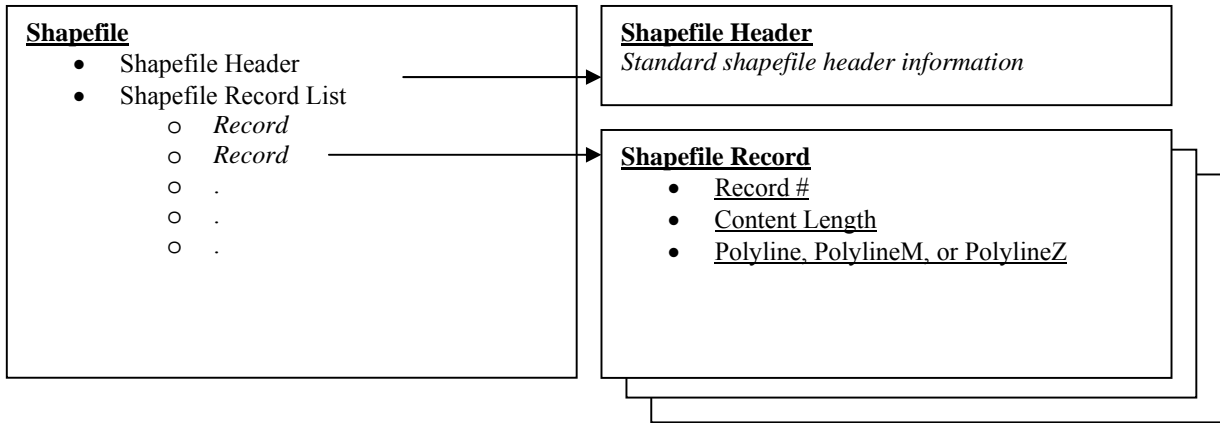 Shapefile
• Shapefile Header
• Shapefile Record List
o Record
o Record
o .
o .
o .
Shapefile Header
Standard shapefile header information
Shapefile Record
• Record #
• Content Length
• Polyline, PolylineM, or PolylineZ